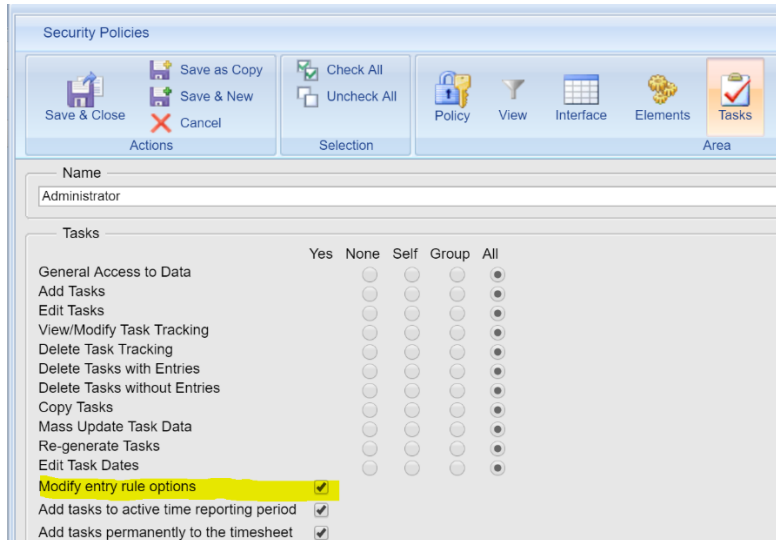 Security Policies
Save & Close
Save as Copy
Save & New
Cancel
Actions
Check All
Uncheck All
Selection
Policy View Interface Elements Tasks
Area
Name
Administrator
Tasks
Yes None Self Group All
General Access to Data
Add Tasks
Edit Tasks
View/Modify Task Tracking
Delete Task Tracking
Delete Tasks with Entries
Delete Tasks without Entries
Copy Tasks
Mass Update Task Data
Re-generate Tasks
Edit Task Dates
Modify entry rule options
Add tasks to active time reporting period
Add tasks permanently to the timesheet